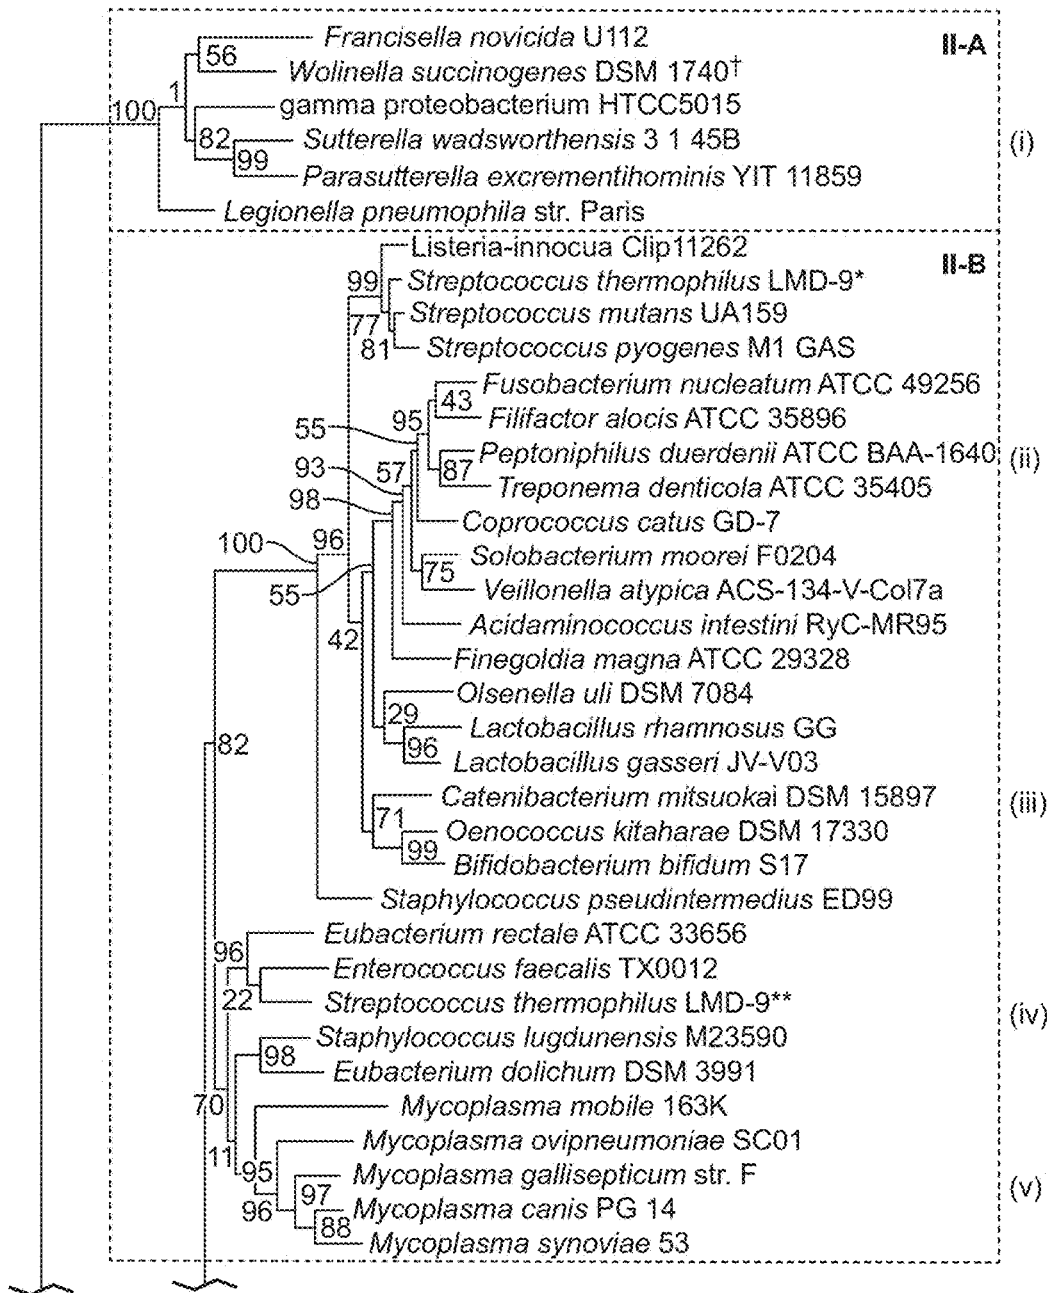 Francisella novicida U112
II-A
56
Wolinella succinogenes DSM 1740†
1
100
gamma proteobacterium HTCC5015
82
Sutterella wadsworthensis 3 1 45B
(i)
99
Parasutterella excrementihominis YIT 11859
Legionella pneumophila str. Paris
Listeria-innocua Clip11262
II-B
99
Streptococcus thermophilus LMD-9*
77
Streptococcus mutans UA159
81
Streptococcus pyogenes M1 GAS
Fusobacterium nucleatum ATCC 49256
43
95
Filifactor alocis ATCC 35896
55
Peptoniphilus duerdenii ATCC BAA-1640
(ii)
93
57
87
Treponema denticola ATCC 35405
98
Coprococcus catus GD-7
100
96
Solobacterium moorei F0204
75
55
Veillonella atypica ACS-134-V-Col7a
42
Acidaminococcus intestini RyC-MR95
Finegoldia magna ATCC 29328
Olsenella uli DSM 7084
29
Lactobacillus rhamnosus GG
82
96
Lactobacillus gasseri JV-V03
Catenibacterium mitsuokai DSM 15897
(iii)
71
Oenococcus kitaharae DSM 17330
99
Bifidobacterium bifidum S17
Staphylococcus pseudintermedius ED99
Eubacterium rectale ATCC 33656
96
Enterococcus faecalis TX0012
22
Streptococcus thermophilus LMD-9**
(iv)
Staphylococcus lugdunensis M23590
98
Eubacterium dolichum DSM 3991
70
Mycoplasma mobile 163K
11
Mycoplasma ovipneumoniae SC01
95
Mycoplasma gallisepticum str. F
(v)
97
96
Mycoplasma canis PG 14
88
Mycoplasma synoviae 53